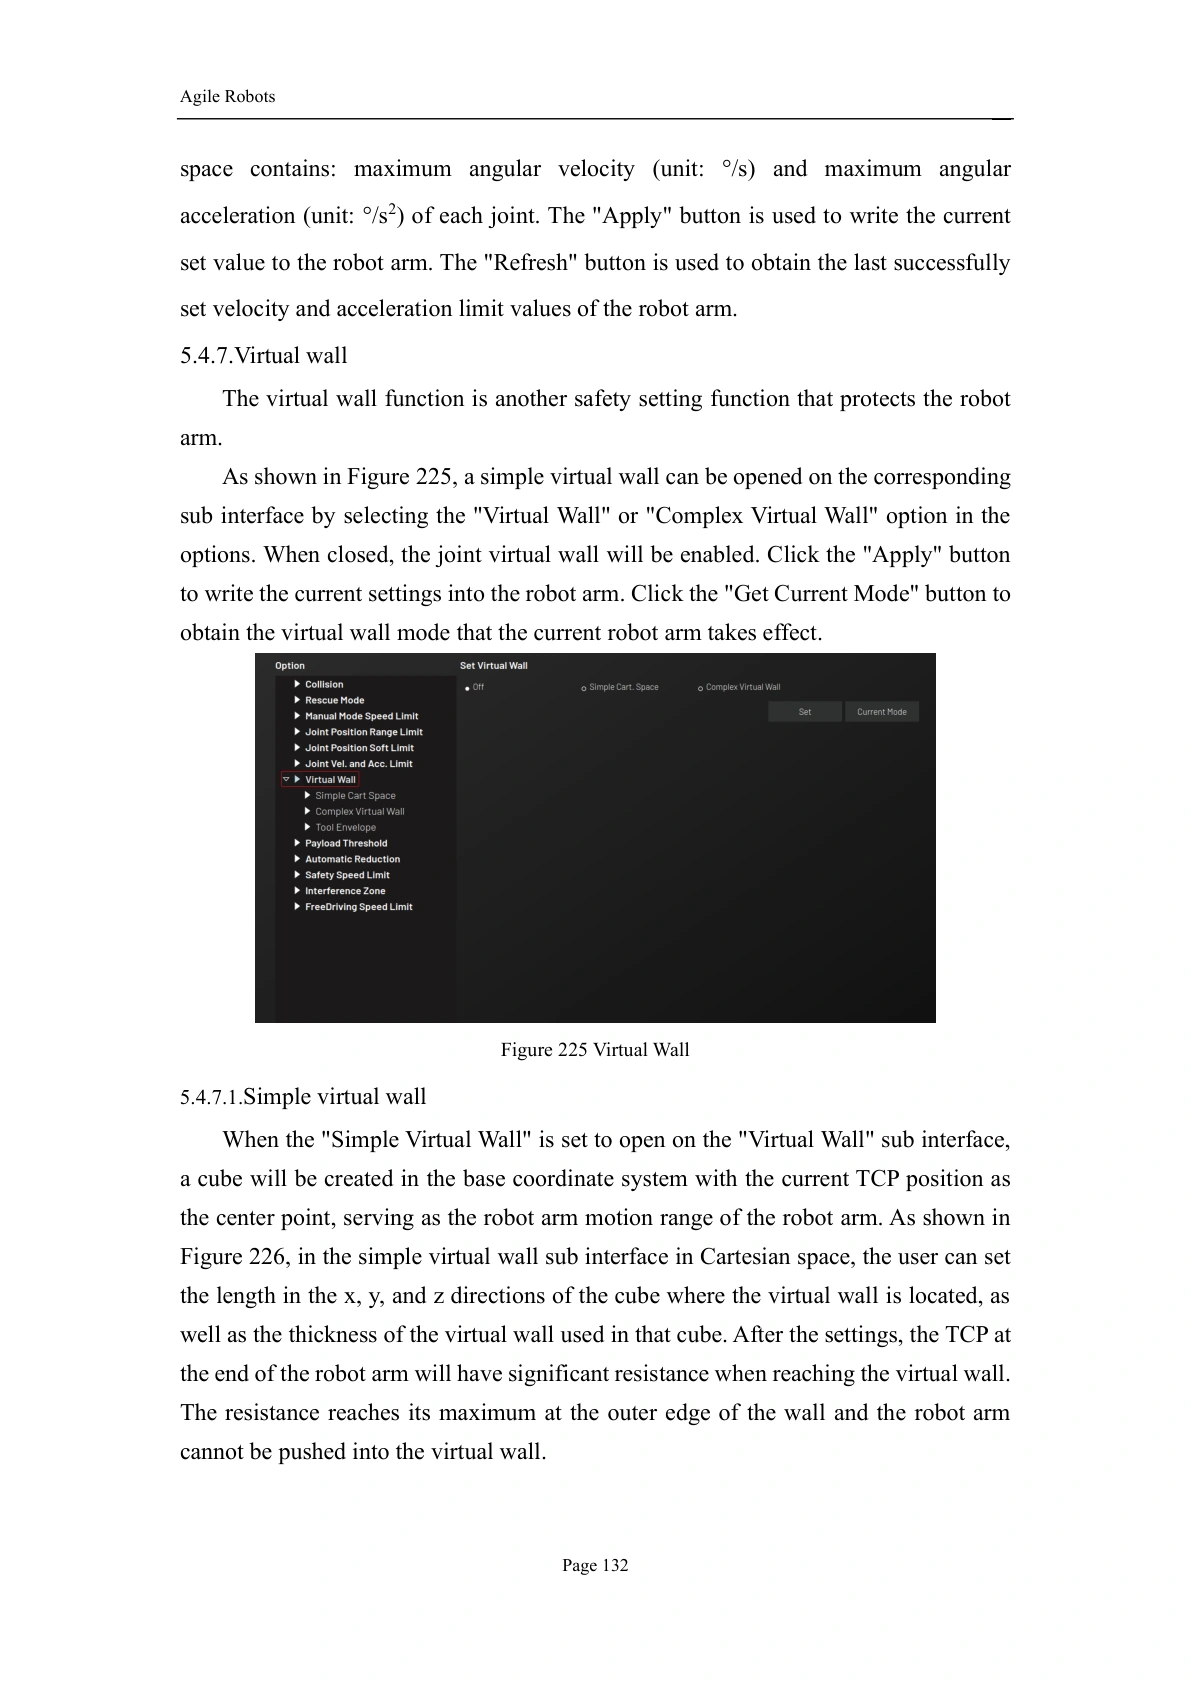 Agile Robots
space contains: maximum angular velocity (unit: °/s) and maximum angular
acceleration (unit: °/s²) of each joint. The "Apply" button is used to write the current
set value to the robot arm. The "Refresh" button is used to obtain the last successfully
set velocity and acceleration limit values of the robot arm.
5.4.7.Virtual wall
The virtual wall function is another safety setting function that protects the robot
arm.
As shown in Figure 225, a simple virtual wall can be opened on the corresponding
sub interface by selecting the "Virtual Wall" or "Complex Virtual Wall" option in the
options. When closed, the joint virtual wall will be enabled. Click the "Apply" button
to write the current settings into the robot arm. Click the "Get Current Mode" button to
obtain the virtual wall mode that the current robot arm takes effect.
Option
Collision
Rescue Mode
Manual Mode Speed Limit
Joint Position Range Limit
Joint Position Soft Limit
Joint Vel. and Acc. Limit
Virtual Wall
Simple Cart Space
Complex Virtual Wall
Tool Envelope
Payload Threshold
Automatic Reduction
Safety Speed Limit
Interference Zone
FreeDriving Speed Limit
Set Virtual Wall
Off Simple Cart. Space Complex Virtual Wall
Set Current Mode
Figure 225 Virtual Wall
5.4.7.1.Simple virtual wall
When the "Simple Virtual Wall" is set to open on the "Virtual Wall" sub interface,
a cube will be created in the base coordinate system with the current TCP position as
the center point, serving as the robot arm motion range of the robot arm. As shown in
Figure 226, in the simple virtual wall sub interface in Cartesian space, the user can set
the length in the x, y, and z directions of the cube where the virtual wall is located, as
well as the thickness of the virtual wall used in that cube. After the settings, the TCP at
the end of the robot arm will have significant resistance when reaching the virtual wall.
The resistance reaches its maximum at the outer edge of the wall and the robot arm
cannot be pushed into the virtual wall.
Page 132